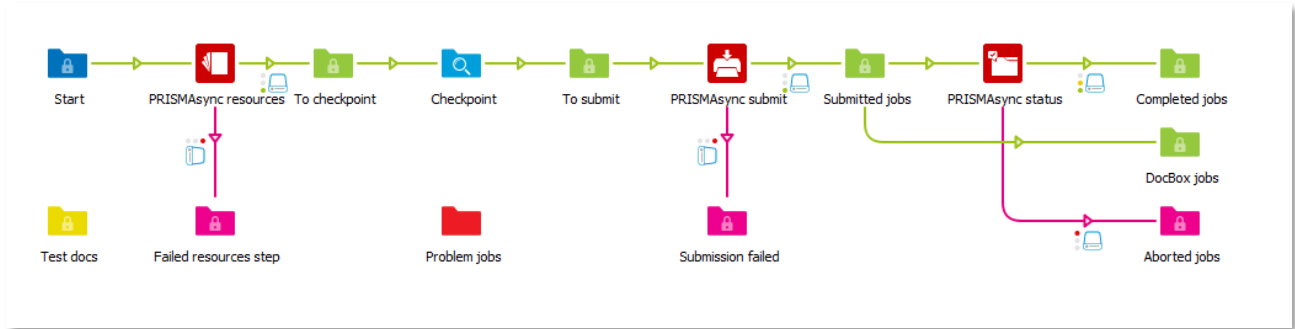 Start
PRISMAsync resources
To checkpoint
Checkpoint
To submit
PRISMAsync submit
Submitted jobs
PRISMAsync status
Completed jobs
DocBox jobs
Test docs
Failed resources step
Problem jobs
Submission failed
Aborted jobs